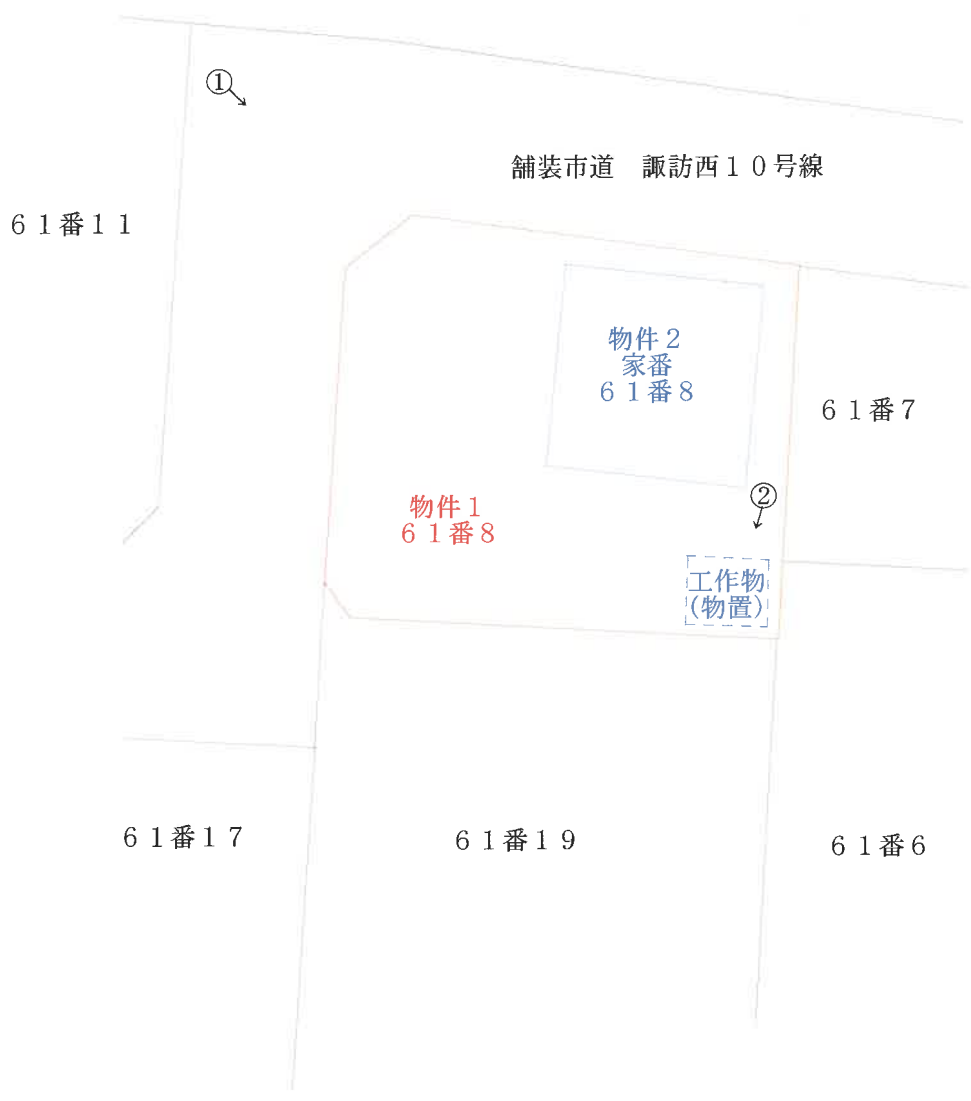 ①
舗装市道　諏訪西１０号線
６１番１１
物件２
家番
６１番８
６１番７
②
物件１
６１番８
工作物
(物置)
６１番１７
６１番１９
６１番６